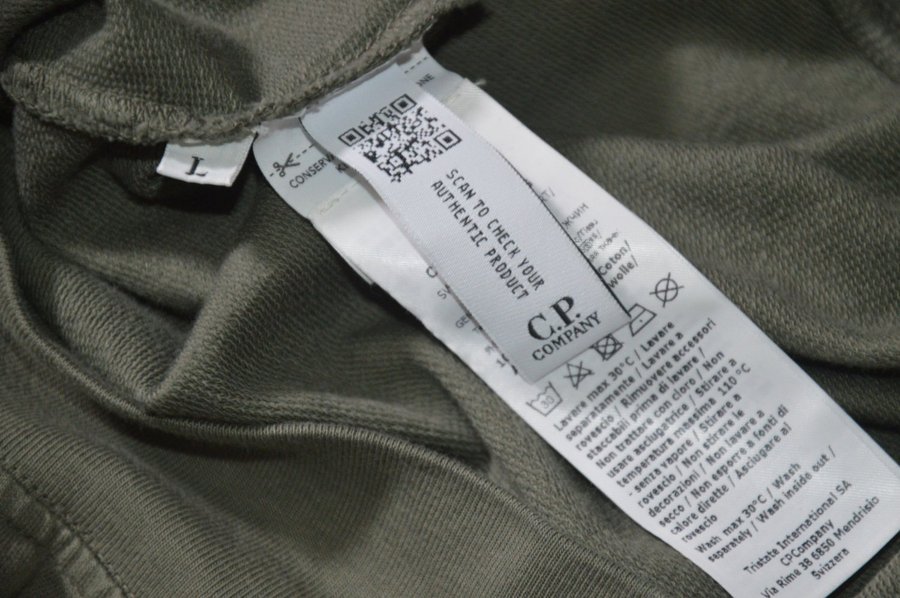 L
CONSERV
NE
SCAN TO CHECK YOUR
AUTHENTIC PRODUCT
C.P.
COMPANY
Coton/
wolle/
30
Lavare max 30°C / Lavare
separatamente / Lavare a
rovescio / Rimuovere accessori
staccabili prima di lavare /
Non trattare con cloro / Non
usare asciugatrice / Stirare a
temperatura massima 110 °C
- senza vapore / Stirare a
rovescio / Non stirare le
decorazioni / Non lavare a
secco / Non esporre a fonti di
calore dirette / Asciugare al
rovescio
Wash max 30°C / Wash
separately / Wash inside out /
Tristate International SA
CPCompany
Via Rime 38 6850 Mendrisio
Svizzera